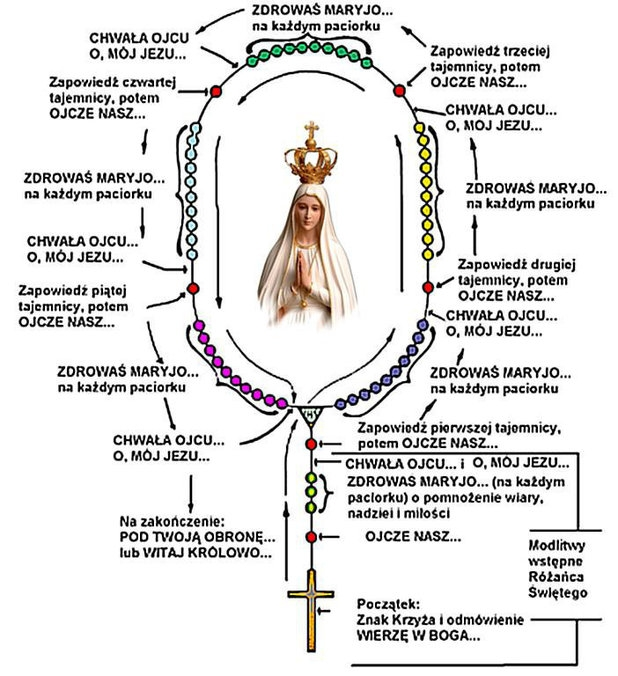 ZDROWAŚ MARYJO...
na każdym paciorku
CHWAŁA OJCU
O, MÓJ JEZU...
Zapowiedź trzeciej
tajemnicy, potem
OJCZE NASZ...
Zapowiedź czwartej
tajemnicy, potem
OJCZE NASZ...
CHWAŁA OJCU...
O, MÓJ JEZU...
ZDROWAŚ MARYJO...
na każdym paciorku
ZDROWAŚ MARYJO...
na każdym paciorku
CHWAŁA OJCU...
O, MÓJ JEZU...
Zapowiedź drugiej
tajemnicy, potem
OJCZE NASZ...
Zapowiedź piątej
tajemnicy, potem
OJCZE NASZ...
CHWAŁA OJCU...
O, MÓJ JEZU...
ZDROWAŚ MARYJO...
na każdym paciorku
ZDROWAŚ MARYJO...
na każdym paciorku
IHS
Zapowiedź pierwszej tajemnicy,
potem OJCZE NASZ...
CHWAŁA OJCU...
O, MÓJ JEZU...
CHWAŁA OJCU... i O, MÓJ JEZU...
ZDROWAŚ MARYJO... (na każdym
paciorku) o pomnożenie wiary,
nadziei i miłości
Na zakończenie:
POD TWOJĄ OBRONĘ...
lub WITAJ KRÓLOWO...
OJCZE NASZ...
Modlitwy
wstępne
Różańca
Świętego
Początek:
Znak Krzyża i odmówienie
WIERZĘ W BOGA...